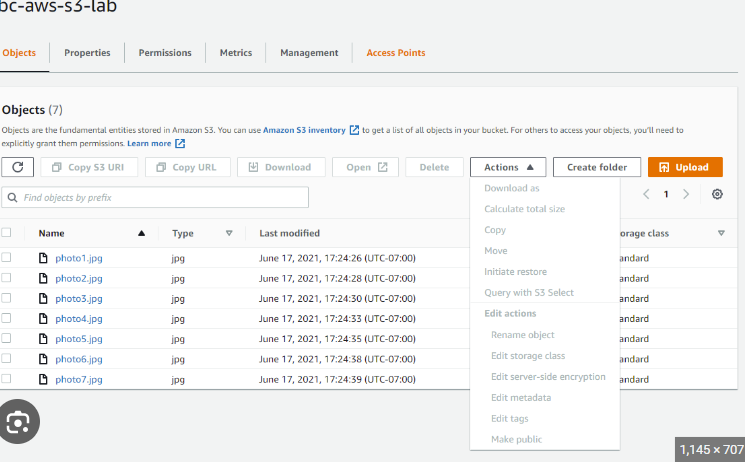 bc-aws-s3-lab
Objects Properties Permissions Metrics Management Access Points
Objects (7)
Objects are the fundamental entities stored in Amazon S3. You can use Amazon S3 inventory to get a list of all objects in your bucket. For others to access your objects, you'll need to
explicitly grant them permissions. Learn more
Copy S3 URI Copy URL Download Open Delete Actions Create folder Upload
Find objects by prefix 1
Name Type Last modified orage class
photo1.jpg jpg June 17, 2021, 17:24:26 (UTC-07:00) andard
photo2.jpg jpg June 17, 2021, 17:24:28 (UTC-07:00) andard
photo3.jpg jpg June 17, 2021, 17:24:30 (UTC-07:00) andard
photo4.jpg jpg June 17, 2021, 17:24:33 (UTC-07:00) andard
photo5.jpg jpg June 17, 2021, 17:24:35 (UTC-07:00) andard
photo6.jpg jpg June 17, 2021, 17:24:38 (UTC-07:00) andard
photo7.jpg jpg June 17, 2021, 17:24:39 (UTC-07:00) andard
Download as
Calculate total size
Copy
Move
Initiate restore
Query with S3 Select
Edit actions
Rename object
Edit storage class
Edit server-side encryption
Edit metadata
Edit tags
Make public
1,145 × 707